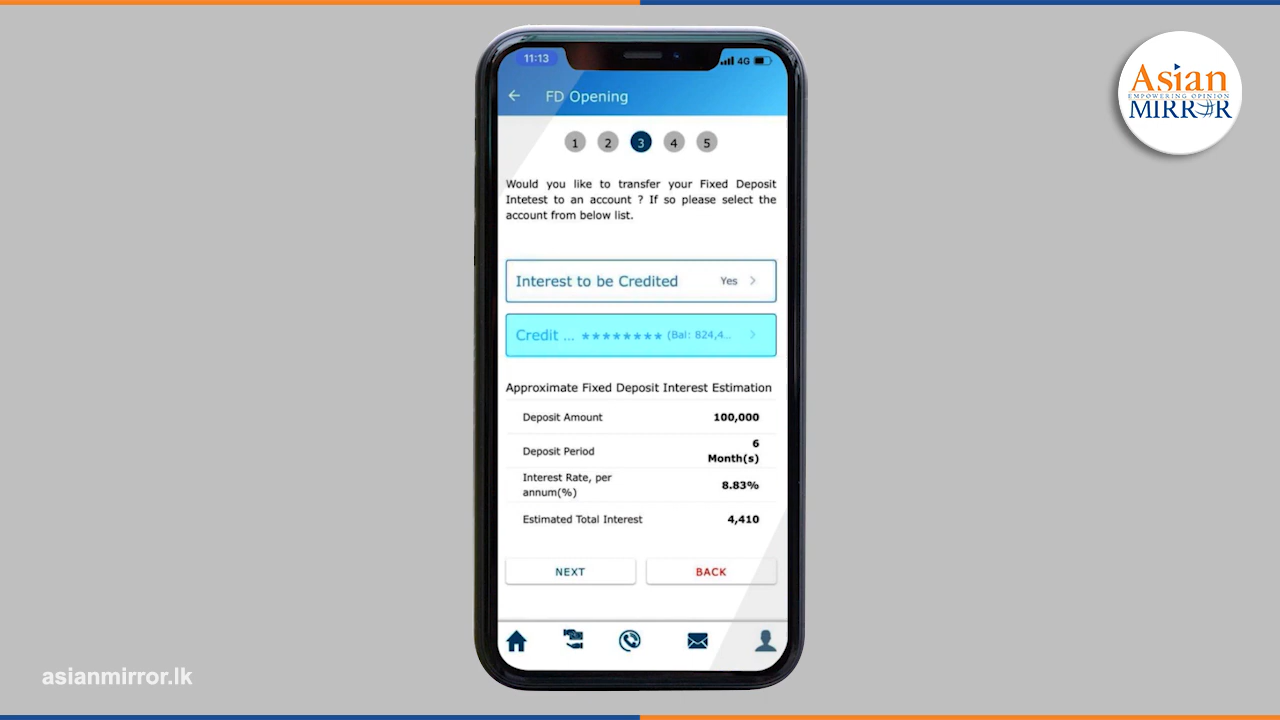 11:13
4G
FD Opening
1 2 3 4 5
Would you like to transfer your Fixed Deposit
Intetest to an account ? If so please select the
account from below list.
Interest to be Credited Yes
Credit ... ******** (Bal: 824,4...
Approximate Fixed Deposit Interest Estimation
Deposit Amount 100,000
Deposit Period 6
Month(s)
Interest Rate, per
annum(%) 8.83%
Estimated Total Interest 4,410
NEXT BACK
Asian
EMPOWERING OPINION
MIRROR
asianmirror.lk